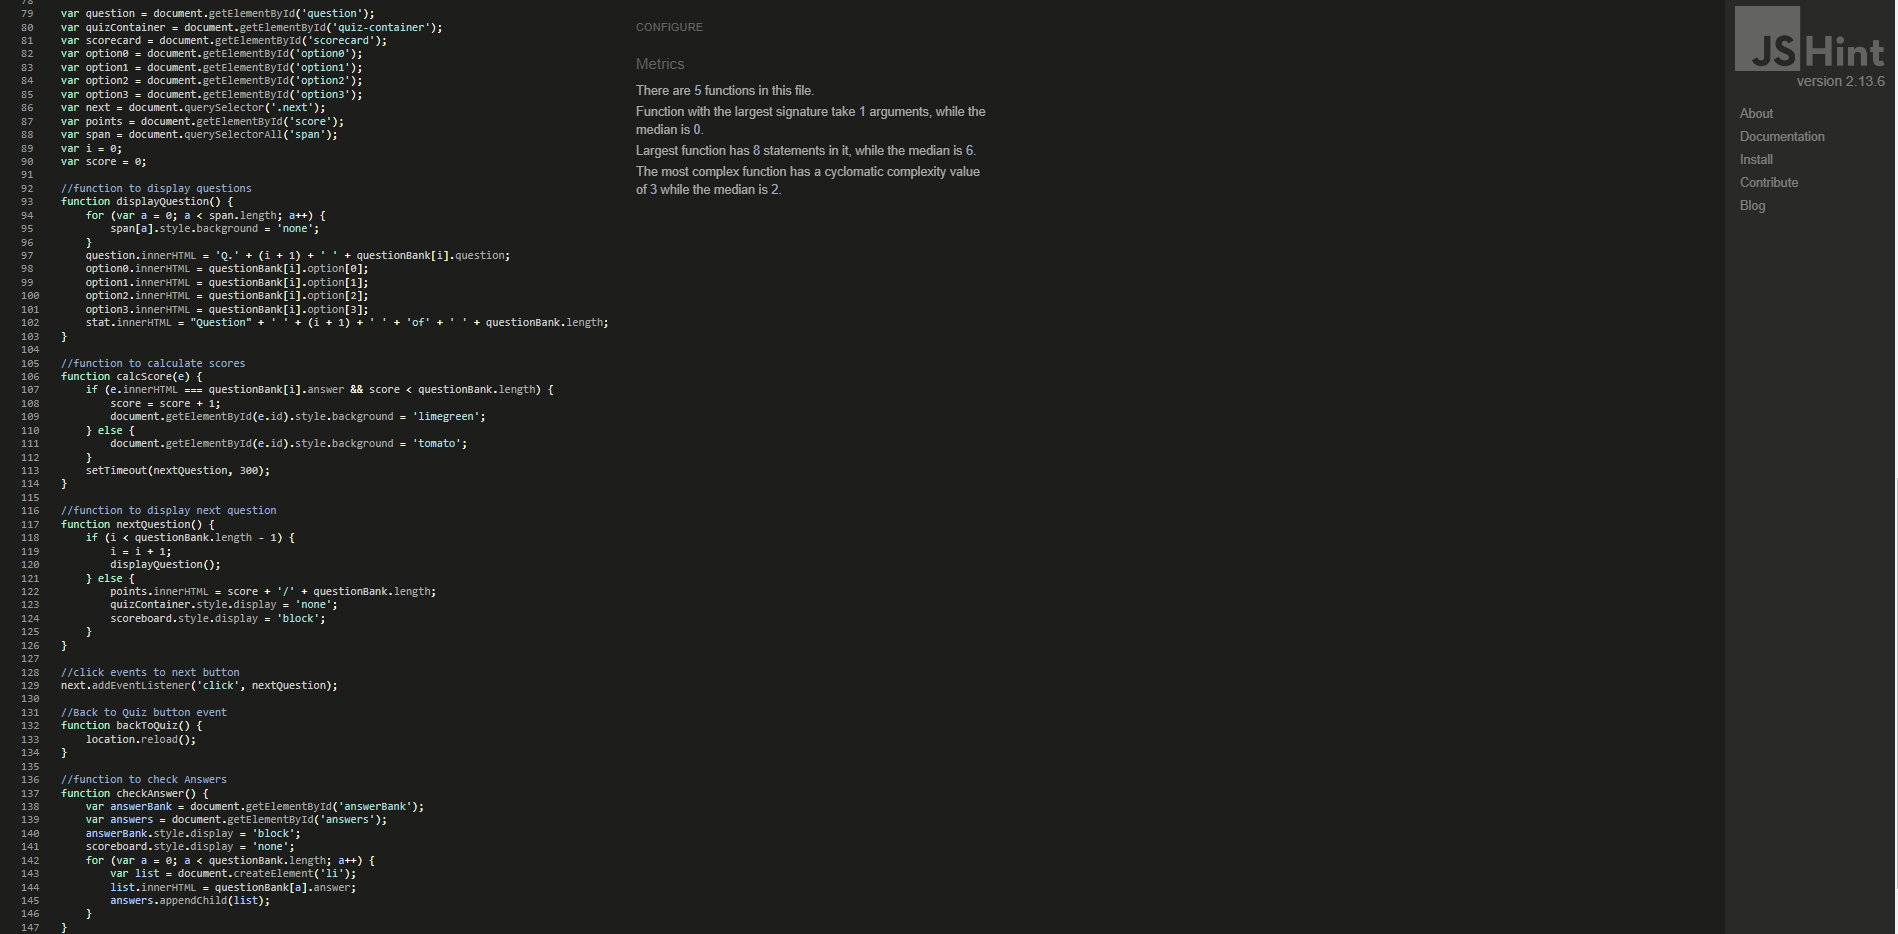 78
79 var question = document.getElementById('question');
80 var quizContainer = document.getElementById('quiz-container');
81 var scorecard = document.getElementById('scorecard');
82 var option0 = document.getElementById('option0');
83 var option1 = document.getElementById('option1');
84 var option2 = document.getElementById('option2');
85 var option3 = document.getElementById('option3');
86 var next = document.querySelector('.next');
87 var points = document.getElementById('score');
88 var span = document.querySelectorAll('span');
89 var i = 0;
90 var score = 0;
91
92 //function to display questions
93 function displayQuestion() {
94     for (var a = 0; a < span.length; a++) {
95         span[a].style.background = 'none';
96     }
97     question.innerHTML = 'Q.' + (i + 1) + ' ' + questionBank[i].question;
98     option0.innerHTML = questionBank[i].option[0];
99     option1.innerHTML = questionBank[i].option[1];
100     option2.innerHTML = questionBank[i].option[2];
101     option3.innerHTML = questionBank[i].option[3];
102     stat.innerHTML = "Question" + ' ' + (i + 1) + ' ' + 'of' + ' ' + questionBank.length;
103 }
104
105 //function to calculate scores
106 function calcScore(e) {
107     if (e.innerHTML === questionBank[i].answer && score < questionBank.length) {
108         score = score + 1;
109         document.getElementById(e.id).style.background = 'limegreen';
110     } else {
111         document.getElementById(e.id).style.background = 'tomato';
112     }
113     setTimeout(nextQuestion, 300);
114 }
115
116 //function to display next question
117 function nextQuestion() {
118     if (i < questionBank.length - 1) {
119         i = i + 1;
120         displayQuestion();
121     } else {
122         points.innerHTML = score + '/' + questionBank.length;
123         quizContainer.style.display = 'none';
124         scoreboard.style.display = 'block';
125     }
126 }
127
128 //click events to next button
129 next.addEventListener('click', nextQuestion);
130
131 //Back to Quiz button event
132 function backToQuiz() {
133     location.reload();
134 }
135
136 //function to check Answers
137 function checkAnswer() {
138     var answerBank = document.getElementById('answerBank');
139     var answers = document.getElementById('answers');
140     answerBank.style.display = 'block';
141     scoreboard.style.display = 'none';
142     for (var a = 0; a < questionBank.length; a++) {
143         var list = document.createElement('li');
144         list.innerHTML = questionBank[a].answer;
145         answers.appendChild(list);
146     }
147 }
CONFIGURE
Metrics
There are 5 functions in this file.
Function with the largest signature take 1 arguments, while the
median is 0.
Largest function has 8 statements in it, while the median is 6.
The most complex function has a cyclomatic complexity value
of 3 while the median is 2.
JSHint
version 2.13.6
About
Documentation
Install
Contribute
Blog